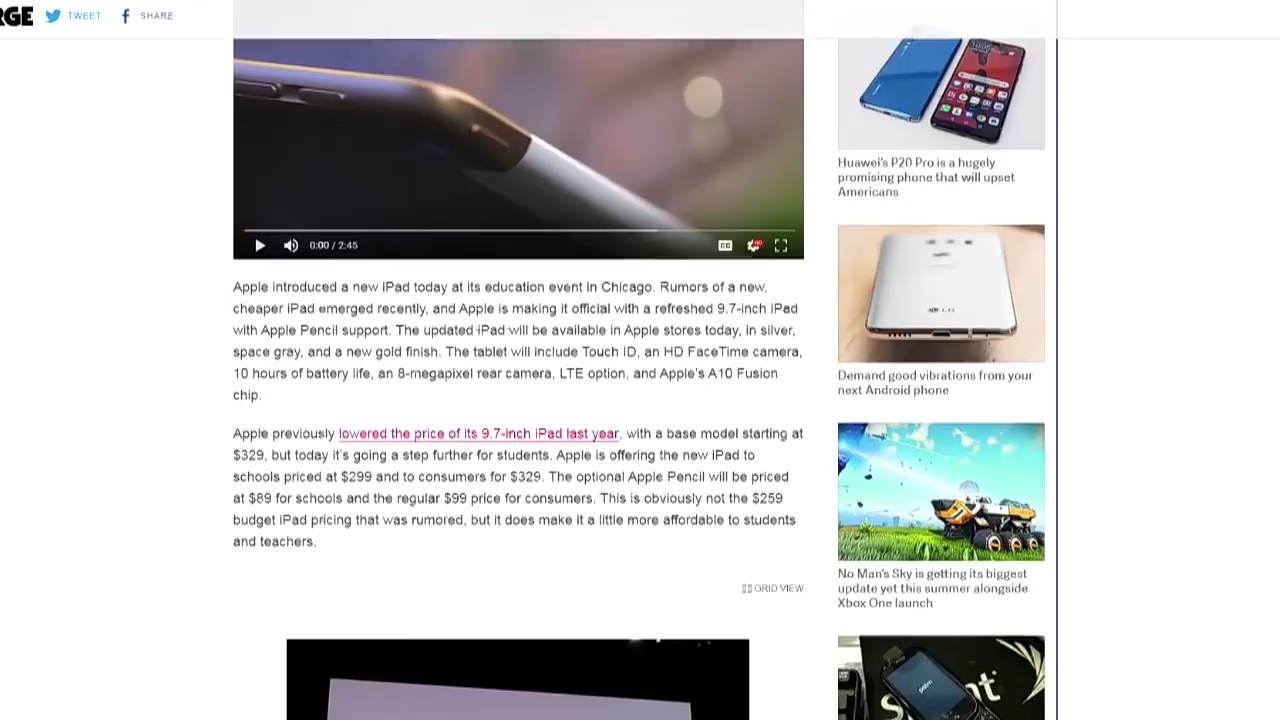 RGE TWEET SHARE
0:00 / 2:45 CC HD
Apple introduced a new iPad today at its education event in Chicago. Rumors of a new,
cheaper iPad emerged recently, and Apple is making it official with a refreshed 9.7-inch iPad
with Apple Pencil support. The updated iPad will be available in Apple stores today, in silver,
space gray, and a new gold finish. The tablet will include Touch ID, an HD FaceTime camera,
10 hours of battery life, an 8-megapixel rear camera, LTE option, and Apple's A10 Fusion
chip.
Apple previously lowered the price of its 9.7-inch iPad last year, with a base model starting at
$329, but today it's going a step further for students. Apple is offering the new iPad to
schools priced at $299 and to consumers for $329. The optional Apple Pencil will be priced
at $89 for schools and the regular $99 price for consumers. This is obviously not the $259
budget iPad pricing that was rumored, but it does make it a little more affordable to students
and teachers.
GRID VIEW
Huawei's P20 Pro is a hugely
promising phone that will upset
Americans
LG
Demand good vibrations from your
next Android phone
No Man's Sky is getting its biggest
update yet this summer alongside
Xbox One launch
palm
nt